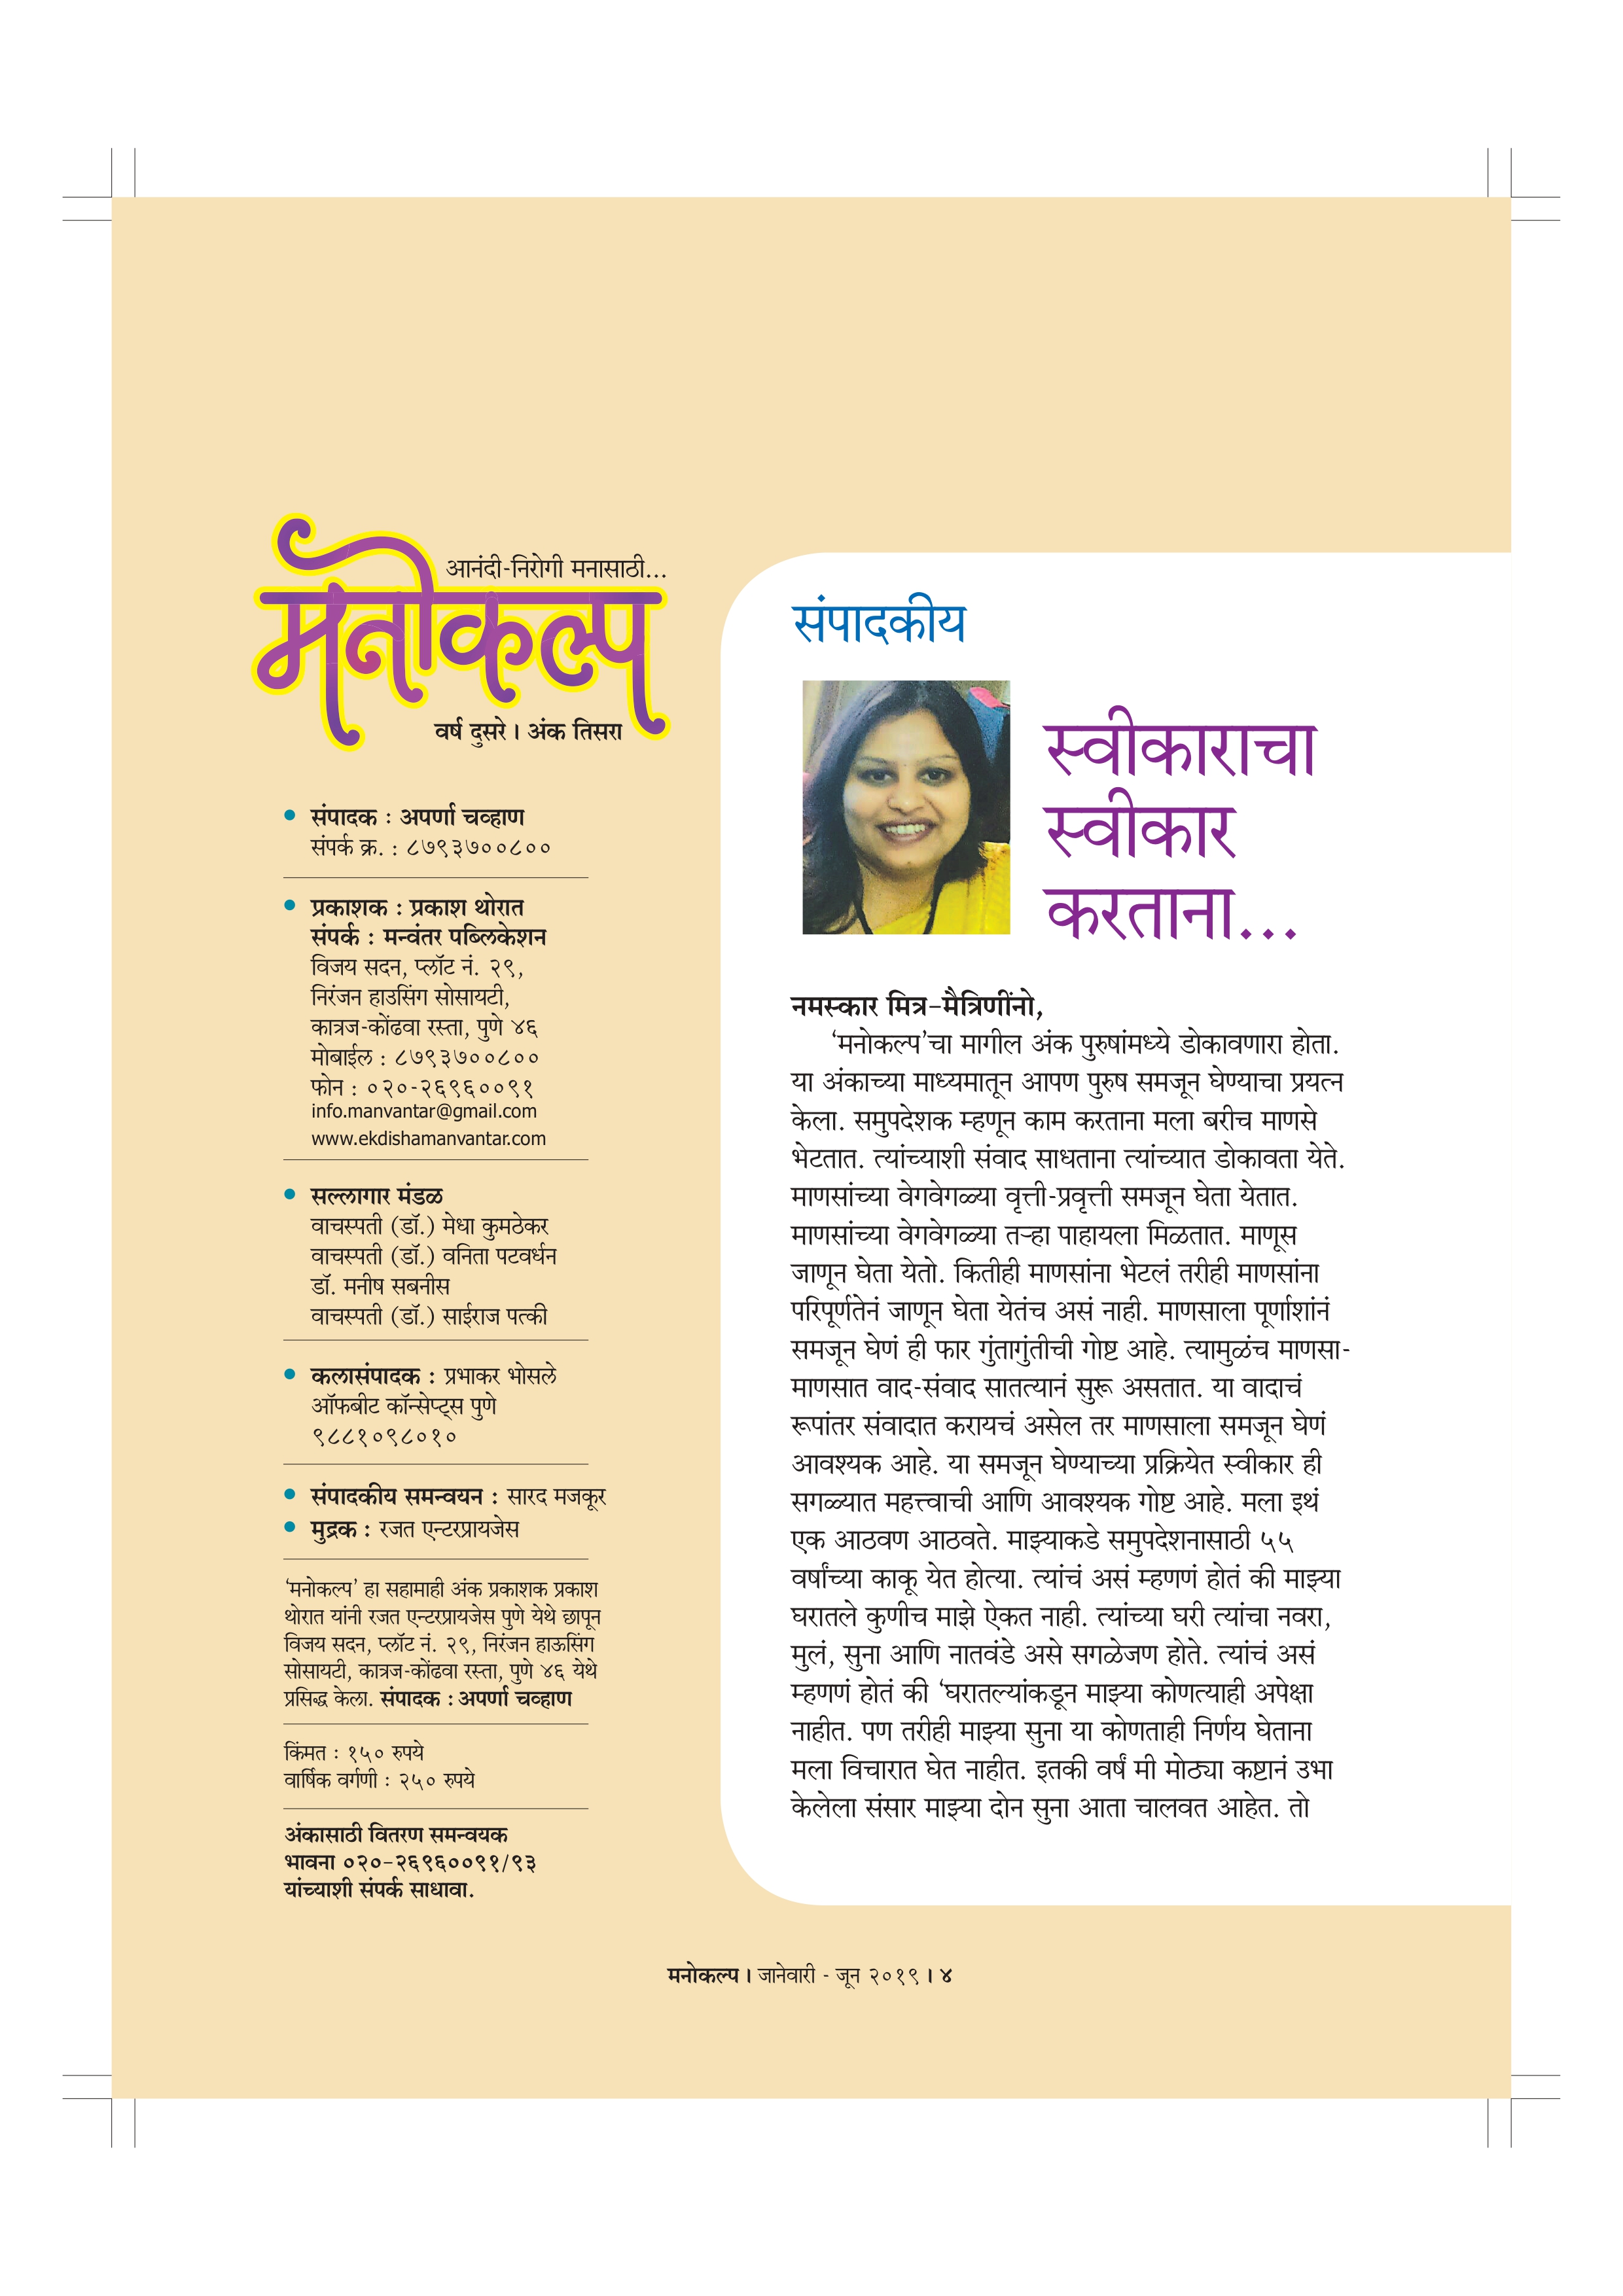 आनंदी-निरोगी मनासाठी...
मनोकल्प
वर्ष दुसरे। अंक तिसरा
• संपादक : अपर्णा चव्हाण
संपर्क क्र. : ८७९३७००८००
• प्रकाशक : प्रकाश थोरात
संपर्क : मन्वंतर पब्लिकेशन
विजय सदन, प्लॉट नं. २९,
निरंजन हाउसिंग सोसायटी,
कात्रज-कोंढवा रस्ता, पुणे ४६
मोबाईल : ८७९३७००८००
फोन : ०२०-२६९६००९१
info.manvantar@gmail.com
www.ekdishamanvantar.com
• सल्लागार मंडळ
वाचस्पती (डॉ.) मेधा कुमठेकर
वाचस्पती (डॉ.) वनिता पटवर्धन
डॉ. मनीष सबनीस
वाचस्पती (डॉ.) साईराज पत्की
• कलासंपादक : प्रभाकर भोसले
ऑफबीट कॉन्सेप्ट्स पुणे
९८८१०९८०१०
• संपादकीय समन्वयन : सारद मजकूर
• मुद्रक : रजत एन्टरप्रायजेस
‘मनोकल्प’ हा सहामाही अंक प्रकाशक प्रकाश
थोरात यांनी रजत एन्टरप्रायजेस पुणे येथे छापून
विजय सदन, प्लॉट नं. २९, निरंजन हाऊसिंग
सोसायटी, कात्रज-कोंढवा रस्ता, पुणे ४६ येथे
प्रसिद्ध केला. संपादक : अपर्णा चव्हाण
किंमत : १५० रुपये
वार्षिक वर्गणी : २५० रुपये
अंकासाठी वितरण समन्वयक
भावना ०२०-२६९६००९१/९३
यांच्याशी संपर्क साधावा.
संपादकीय
स्वीकाराचा
स्वीकार
करताना...
नमस्कार मित्र-मैत्रिणींनो,
‘मनोकल्प’चा मागील अंक पुरुषांमध्ये डोकावणारा होता.
या अंकाच्या माध्यमातून आपण पुरुष समजून घेण्याचा प्रयत्न
केला. समुपदेशक म्हणून काम करताना मला बरीच माणसे
भेटतात. त्यांच्याशी संवाद साधताना त्यांच्यात डोकावता येते.
माणसांच्या वेगवेगळ्या वृत्ती-प्रवृत्ती समजून घेता येतात.
माणसांच्या वेगवेगळ्या तऱ्हा पाहायला मिळतात. माणूस
जाणून घेता येतो. कितीही माणसांना भेटलं तरीही माणसांना
परिपूर्णतेनं जाणून घेता येतंच असं नाही. माणसाला पूर्णाशांनं
समजून घेणं ही फार गुंतागुंतीची गोष्ट आहे. त्यामुळंच माणसा-
माणसात वाद-संवाद सातत्यानं सुरू असतात. या वादाचं
रूपांतर संवादात करायचं असेल तर माणसाला समजून घेणं
आवश्यक आहे. या समजून घेण्याच्या प्रक्रियेत स्वीकार ही
सगळ्यात महत्त्वाची आणि आवश्यक गोष्ट आहे. मला इथं
एक आठवण आठवते. माझ्याकडे समुपदेशनासाठी ५५
वर्षांच्या काकू येत होत्या. त्यांचं असं म्हणणं होतं की माझ्या
घरातले कुणीच माझे ऐकत नाही. त्यांच्या घरी त्यांचा नवरा,
मुलं, सुना आणि नातवंडे असे सगळेजण होते. त्यांचं असं
म्हणणं होतं की ‘घरातल्यांकडून माझ्या कोणत्याही अपेक्षा
नाहीत. पण तरीही माझ्या सुना या कोणताही निर्णय घेताना
मला विचारात घेत नाहीत. इतकी वर्षं मी मोठ्या कष्टानं उभा
केलेला संसार माझ्या दोन सुना आता चालवत आहेत. तो
मनोकल्प। जानेवारी - जून २०१९। ४